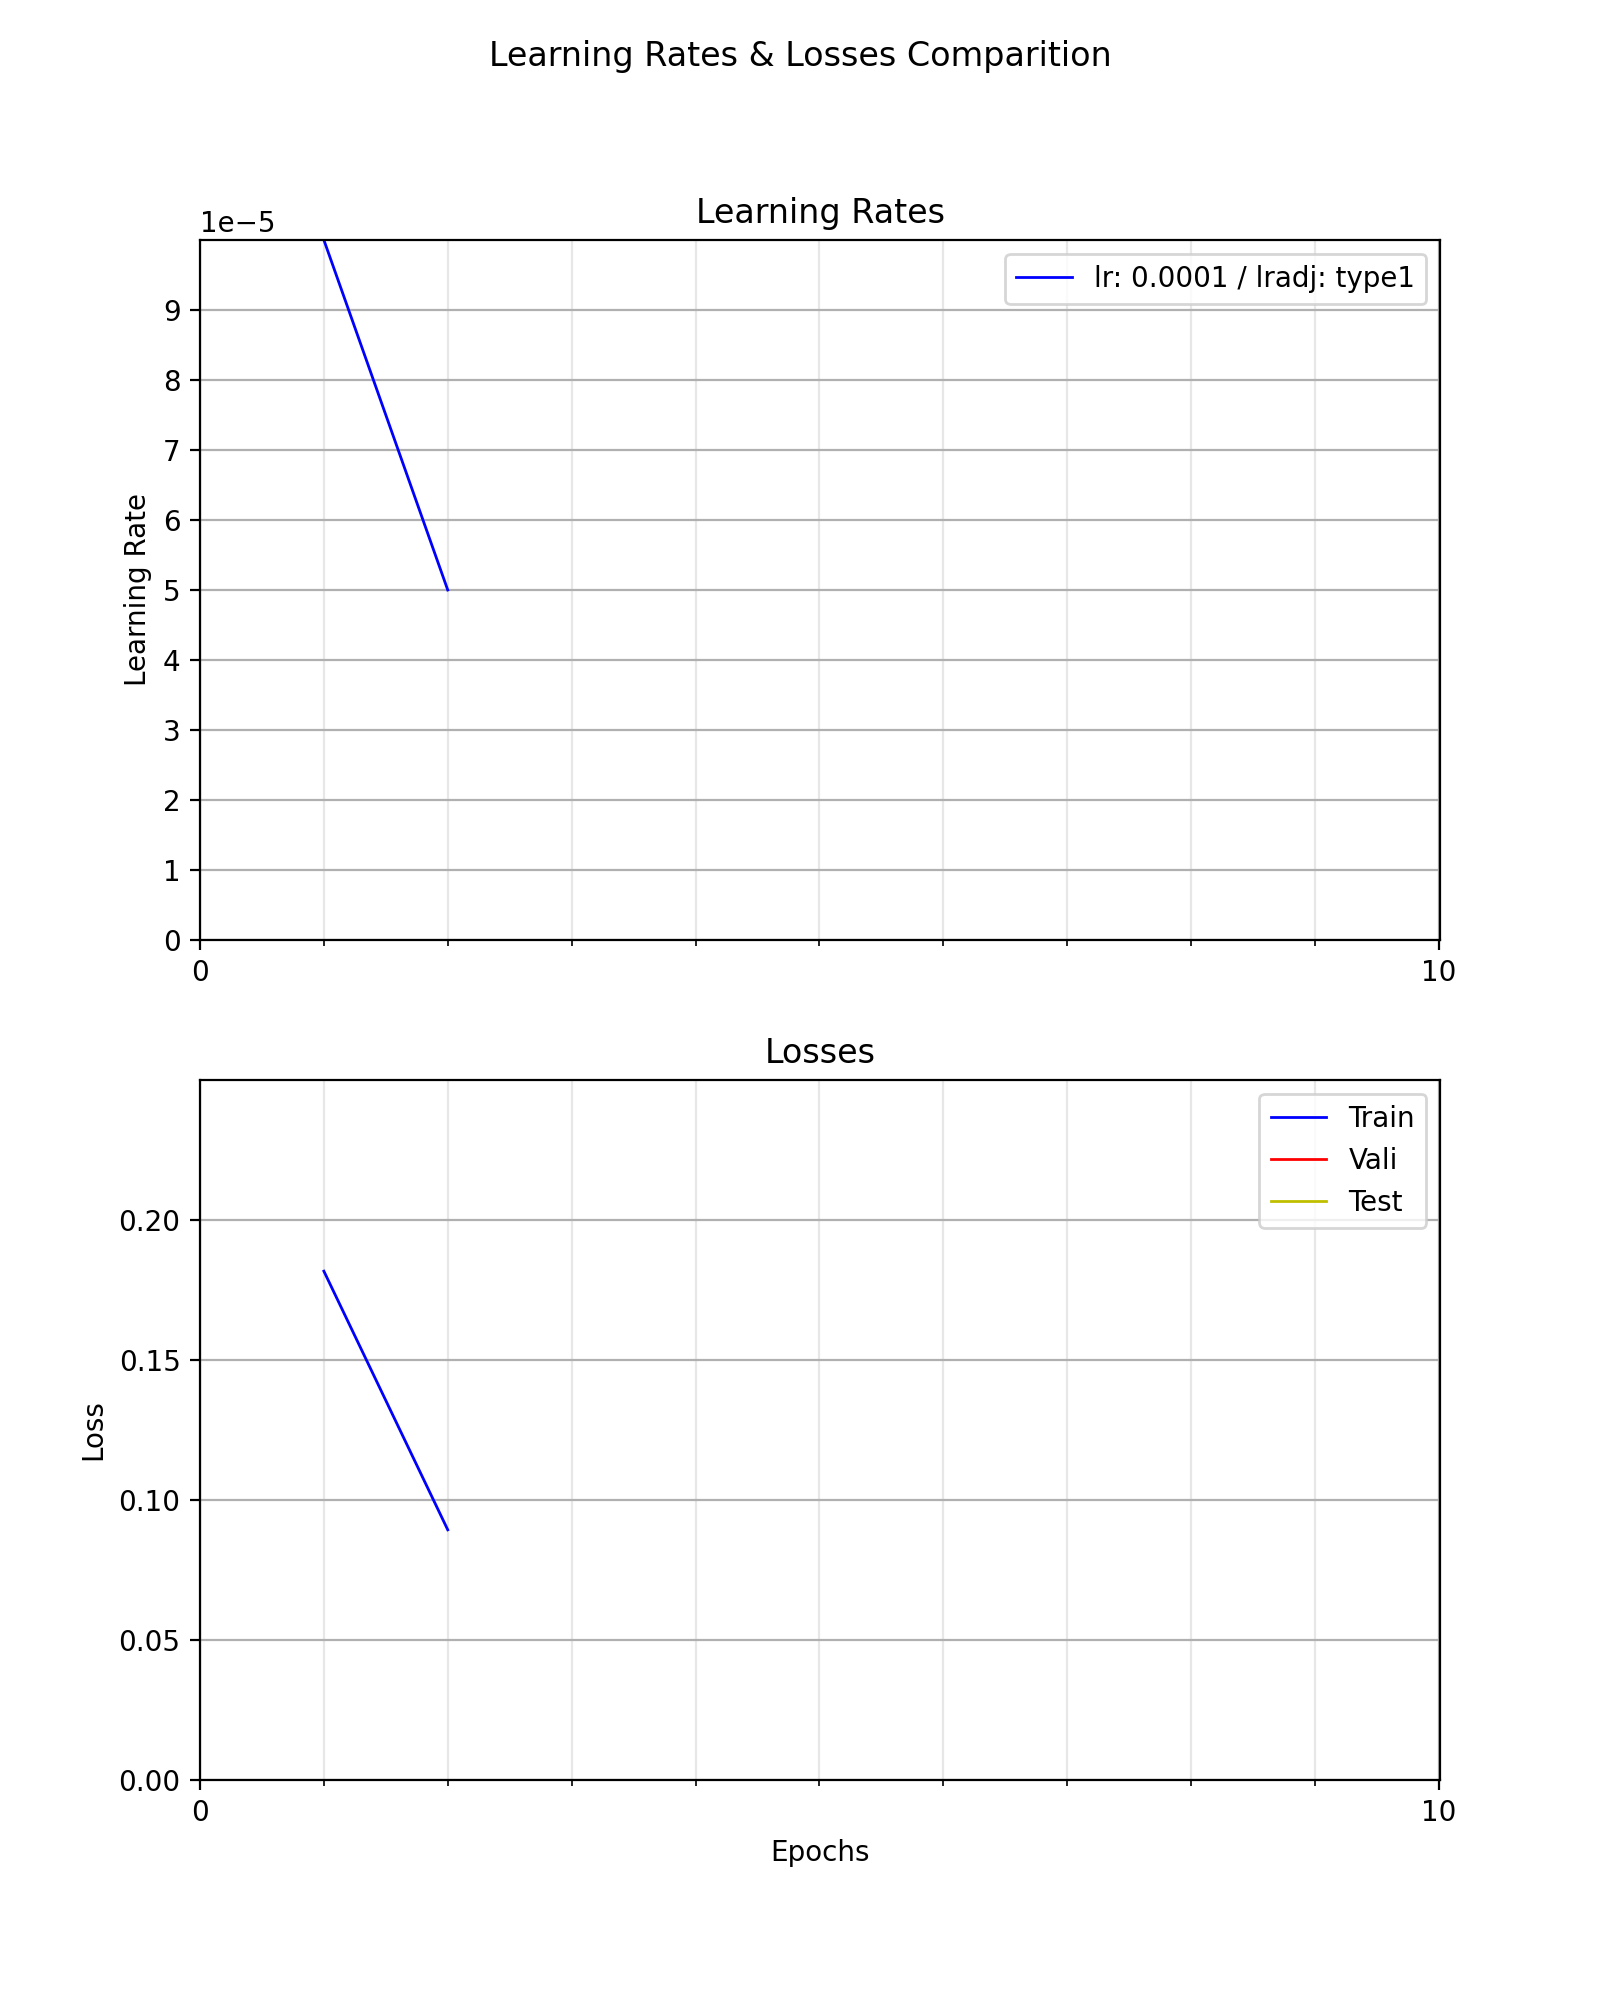 Learning Rates & Losses Comparition
Learning Rates
1e−5
lr: 0.0001 / lradj: type1
9
8
7
6
5
4
3
2
1
0
Learning Rate
0
10
Losses
Train
Vali
Test
0.20
0.15
0.10
0.05
0.00
Loss
0
10
Epochs